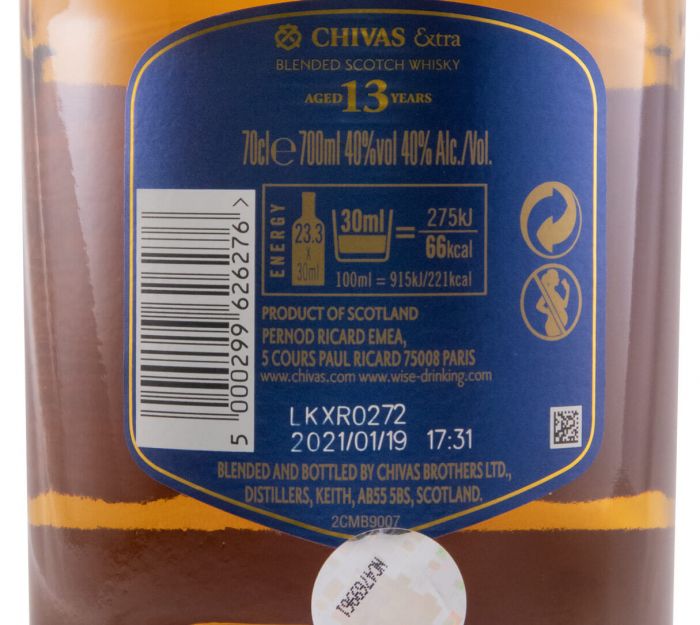 CHIVAS Extra
BLENDED SCOTCH WHISKY
AGED 13 YEARS
70cl e 700ml 40%vol 40% Alc./Vol.
ENERGY
23.3
x
30ml
30ml = 275kJ
66kcal
100ml = 915kJ/221kcal
PRODUCT OF SCOTLAND
PERNOD RICARD EMEA,
5 COURS PAUL RICARD 75008 PARIS
www.chivas.com www.wise-drinking.com
5 000299 626276 >
LKXR0272
2021/01/19 17:31
BLENDED AND BOTTLED BY CHIVAS BROTHERS LTD.,
DISTILLERS, KEITH, AB55 5BS, SCOTLAND.
2CMB9007